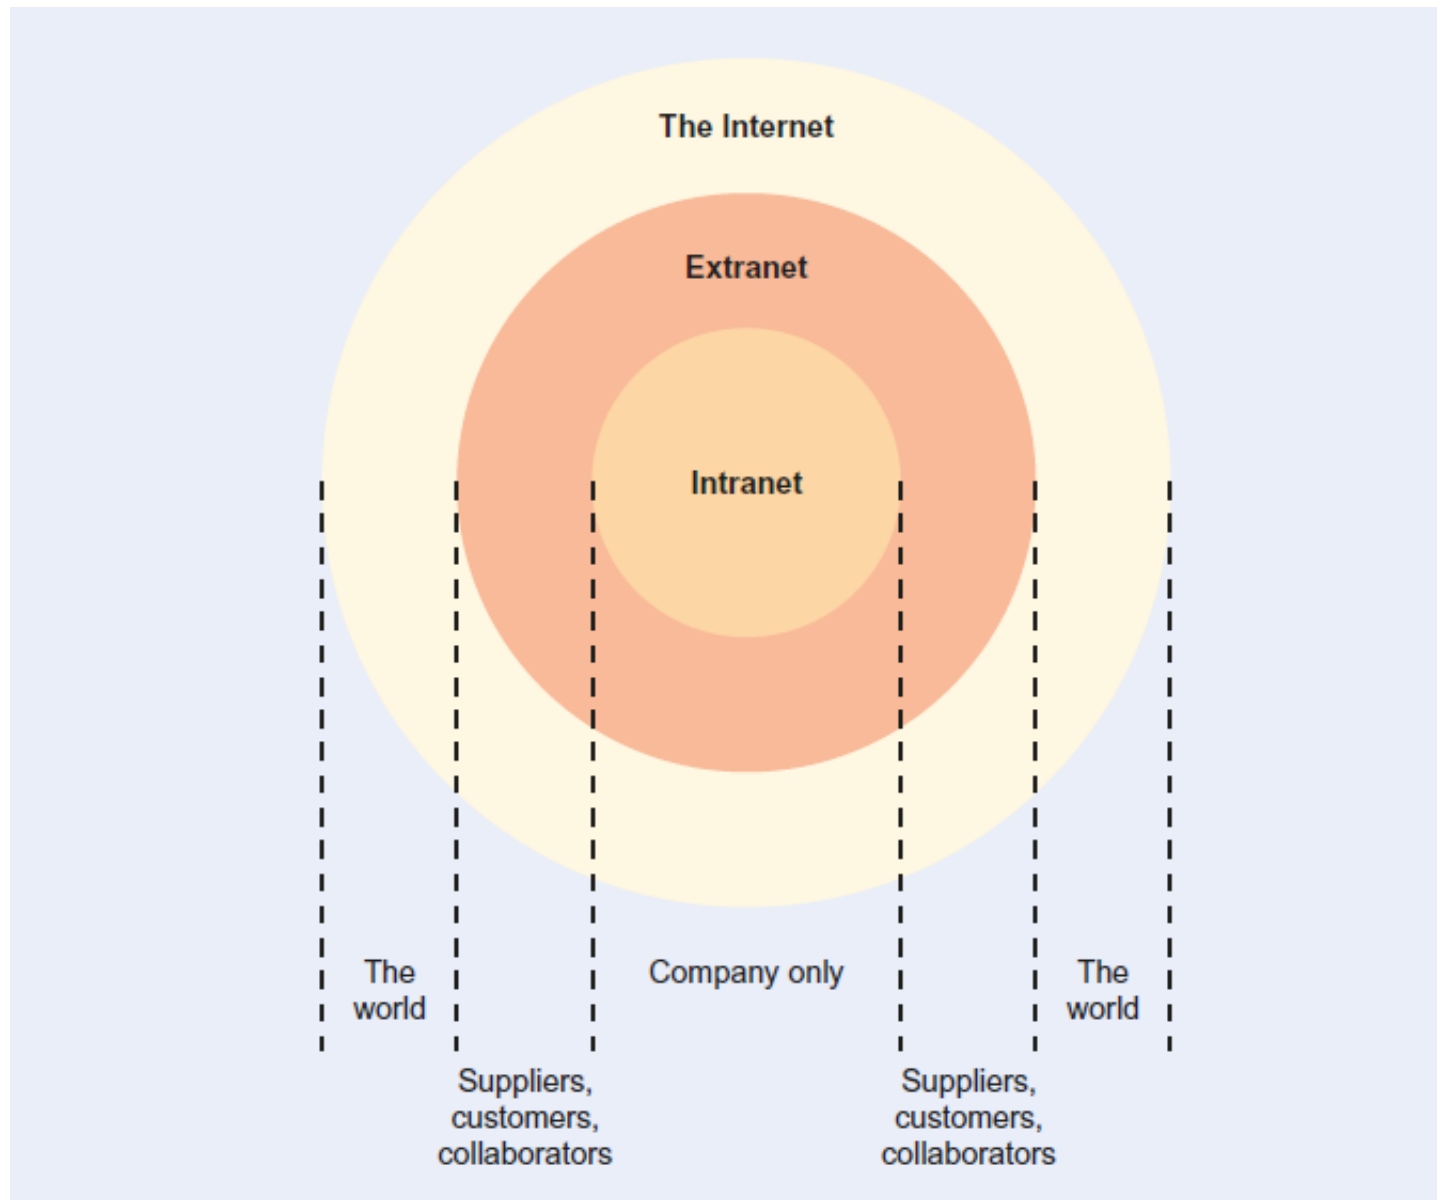 The Internet
Extranet
Intranet
The
world
Company only
The
world
Suppliers,
customers,
collaborators
Suppliers,
customers,
collaborators